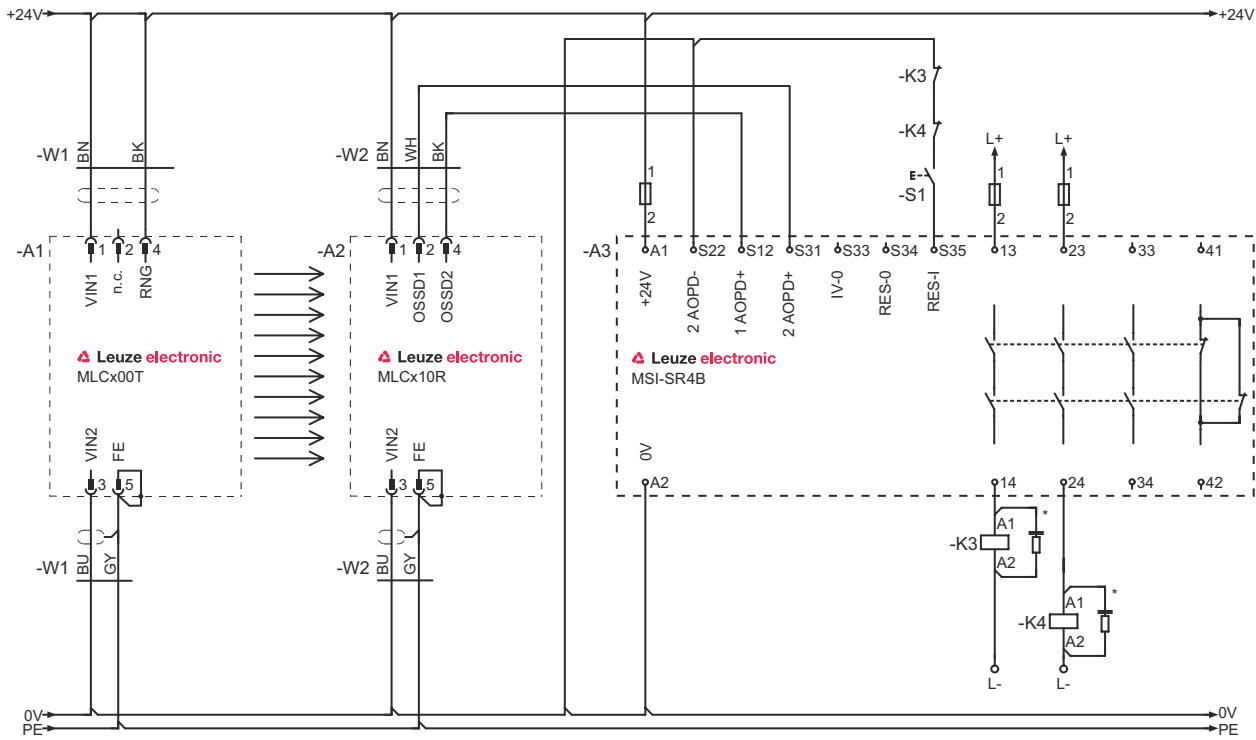 +24V +24V
-K3
-K4 L+ L+
-W1 BN BK -W2 BN WH BK
E-- 1 1 1
-S1
2 2 2
-A1 1 2 4 -A2 1 2 4 -A3 A1 S22 S12 S31 S33 S34 S35 13 23 33 41
VIN1 n.c. RNG VIN1 OSSD1 OSSD2 +24V 2 AOPD- 1 AOPD+ 2 AOPD+ IV-0 RES-0 RES-I
Leuze electronic Leuze electronic Leuze electronic
MLCx00T MLCx10R MSI-SR4B
VIN2 FE VIN2 FE 0V
3 5 3 5 A2 14 24 34 42
A1 *
-K3
A2
-W1 BU GY -W2 BU GY
A1 *
-K4
A2
L- L-
0V 0V
PE PE